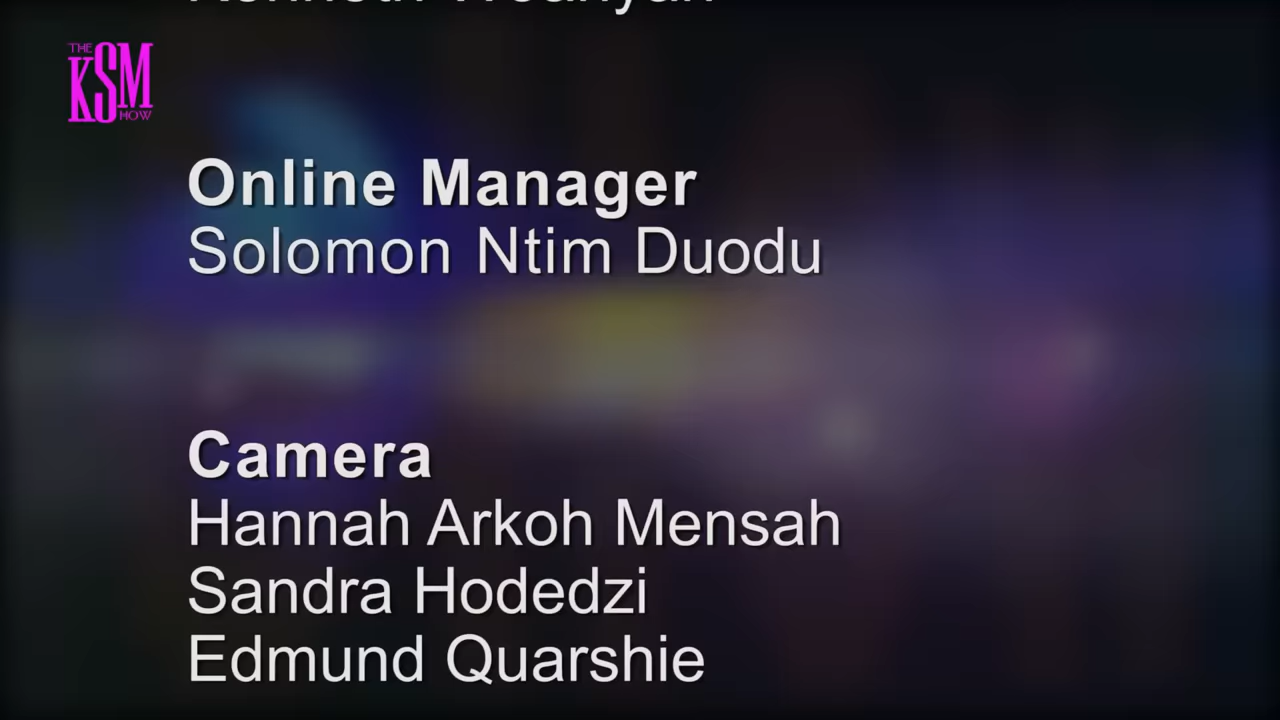 THE
KSM
SHOW
Online Manager
Solomon Ntim Duodu
Camera
Hannah Arkoh Mensah
Sandra Hodedzi
Edmund Quarshie